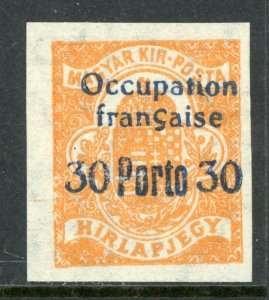 MAGYAR KIR. POSTA
Occupation
française
30 Porto 30
HIRLAPJEGY